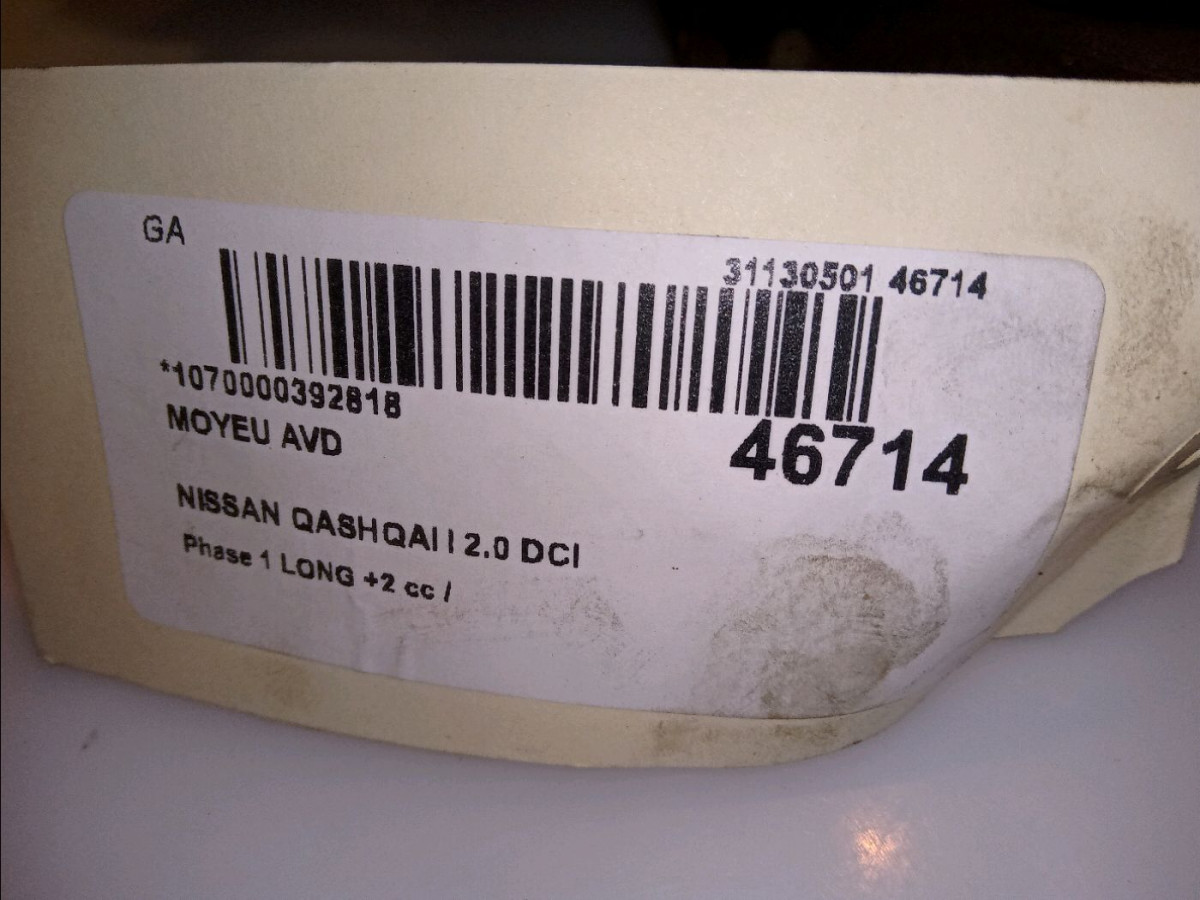 GA
31130501 46714
*1070000392818
MOYEU AVD
46714
NISSAN QASHQAI I 2.0 DCI
Phase 1 LONG +2 cc /